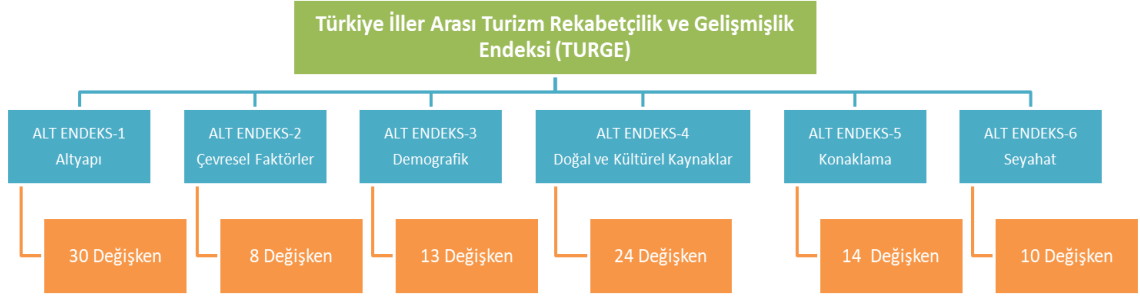 Türkiye İller Arası Turizm Rekabetçilik ve Gelişmişlik
Endeksi (TURGE)
ALT ENDEKS-1
Altyapı
ALT ENDEKS-2
Çevresel Faktörler
ALT ENDEKS-3
Demografik
ALT ENDEKS-4
Doğal ve Kültürel Kaynaklar
ALT ENDEKS-5
Konaklama
ALT ENDEKS-6
Seyahat
30 Değişken
8 Değişken
13 Değişken
24 Değişken
14 Değişken
10 Değişken